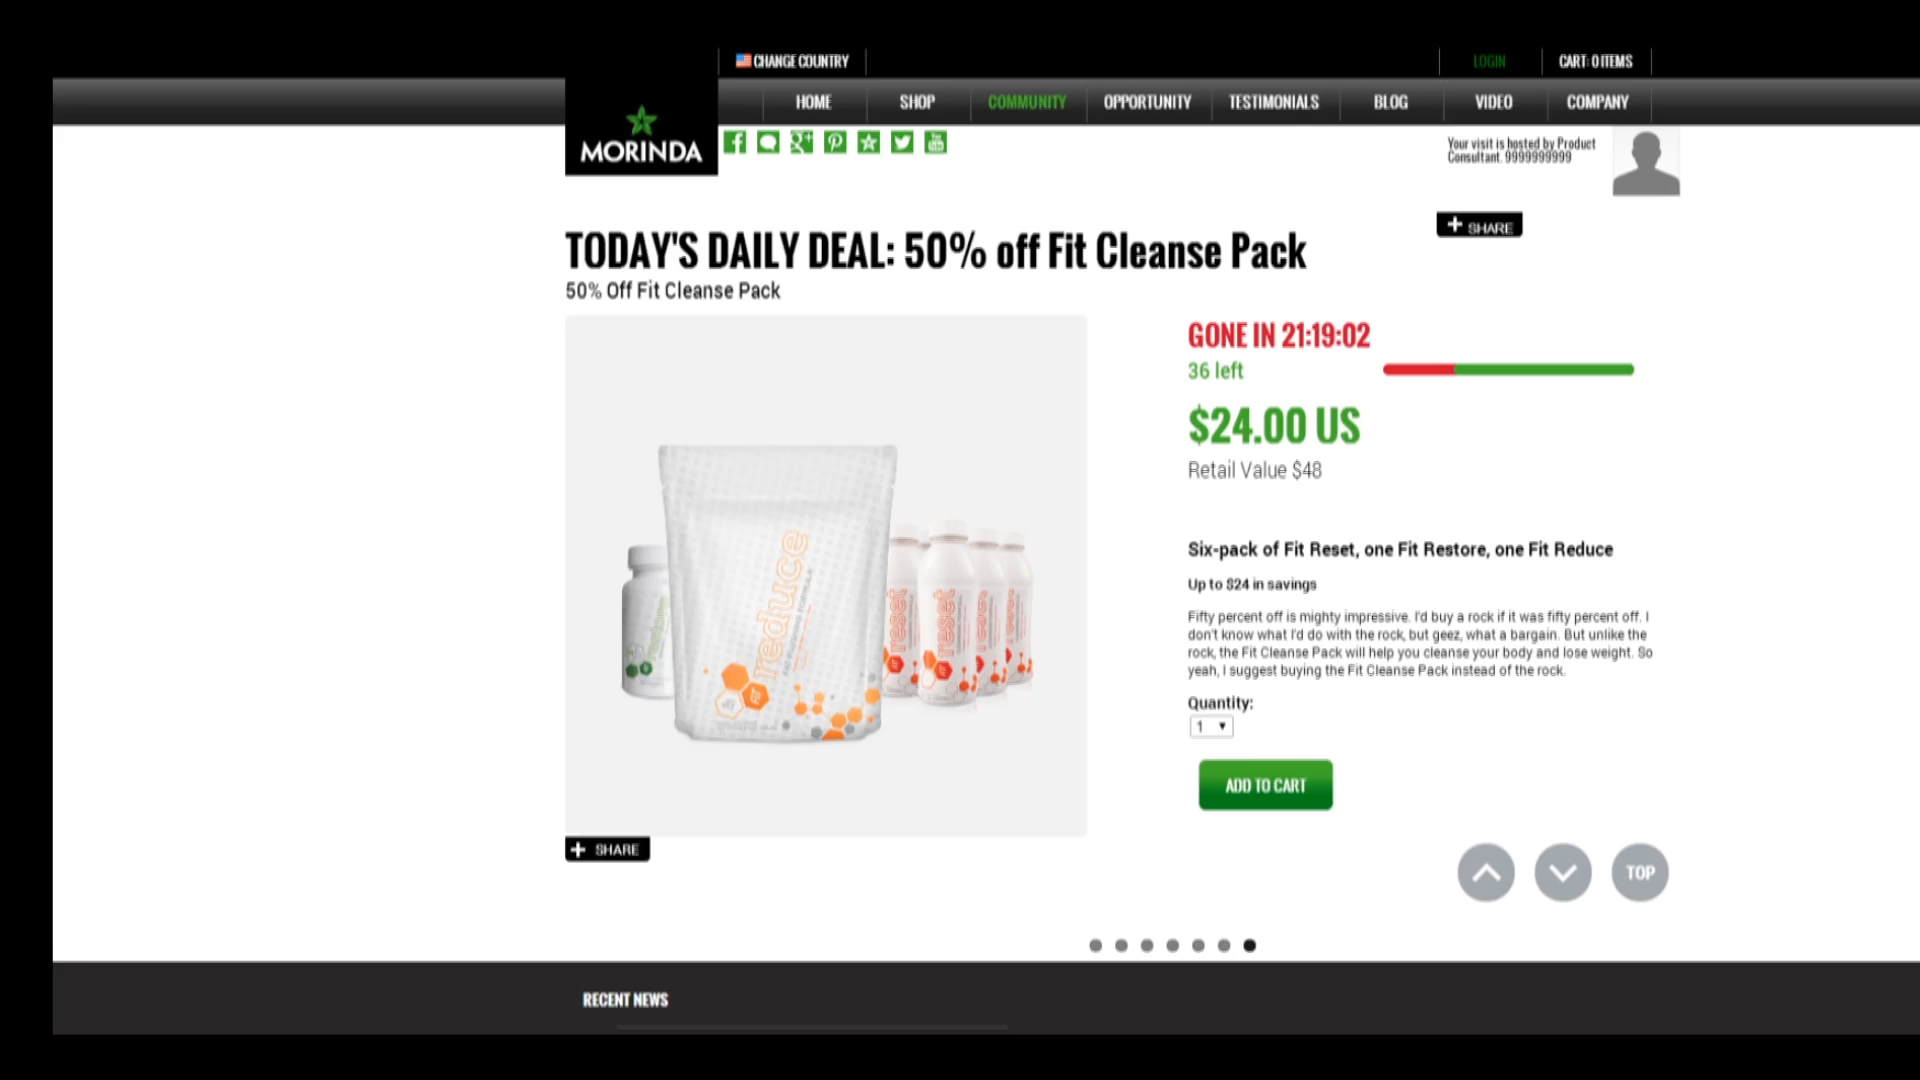 CHANGE COUNTRY
LOGIN
CART: 0 ITEMS
HOME
SHOP
COMMUNITY
OPPORTUNITY
TESTIMONIALS
BLOG
VIDEO
COMPANY
MORINDA
Your visit is hosted by Product
Consultant. 9999999999
+ SHARE
TODAY'S DAILY DEAL: 50% off Fit Cleanse Pack
50% Off Fit Cleanse Pack
GONE IN 21:19:02
36 left
$24.00 US
Retail Value $48
reduce
reset
reset
Six-pack of Fit Reset, one Fit Restore, one Fit Reduce
Up to $24 in savings
Fifty percent off is mighty impressive. I'd buy a rock if it was fifty percent off. I
don't know what I'd do with the rock, but geez, what a bargain. But unlike the
rock, the Fit Cleanse Pack will help you cleanse your body and lose weight. So
yeah, I suggest buying the Fit Cleanse Pack instead of the rock.
Quantity:
1
ADD TO CART
+ SHARE
TOP
RECENT NEWS